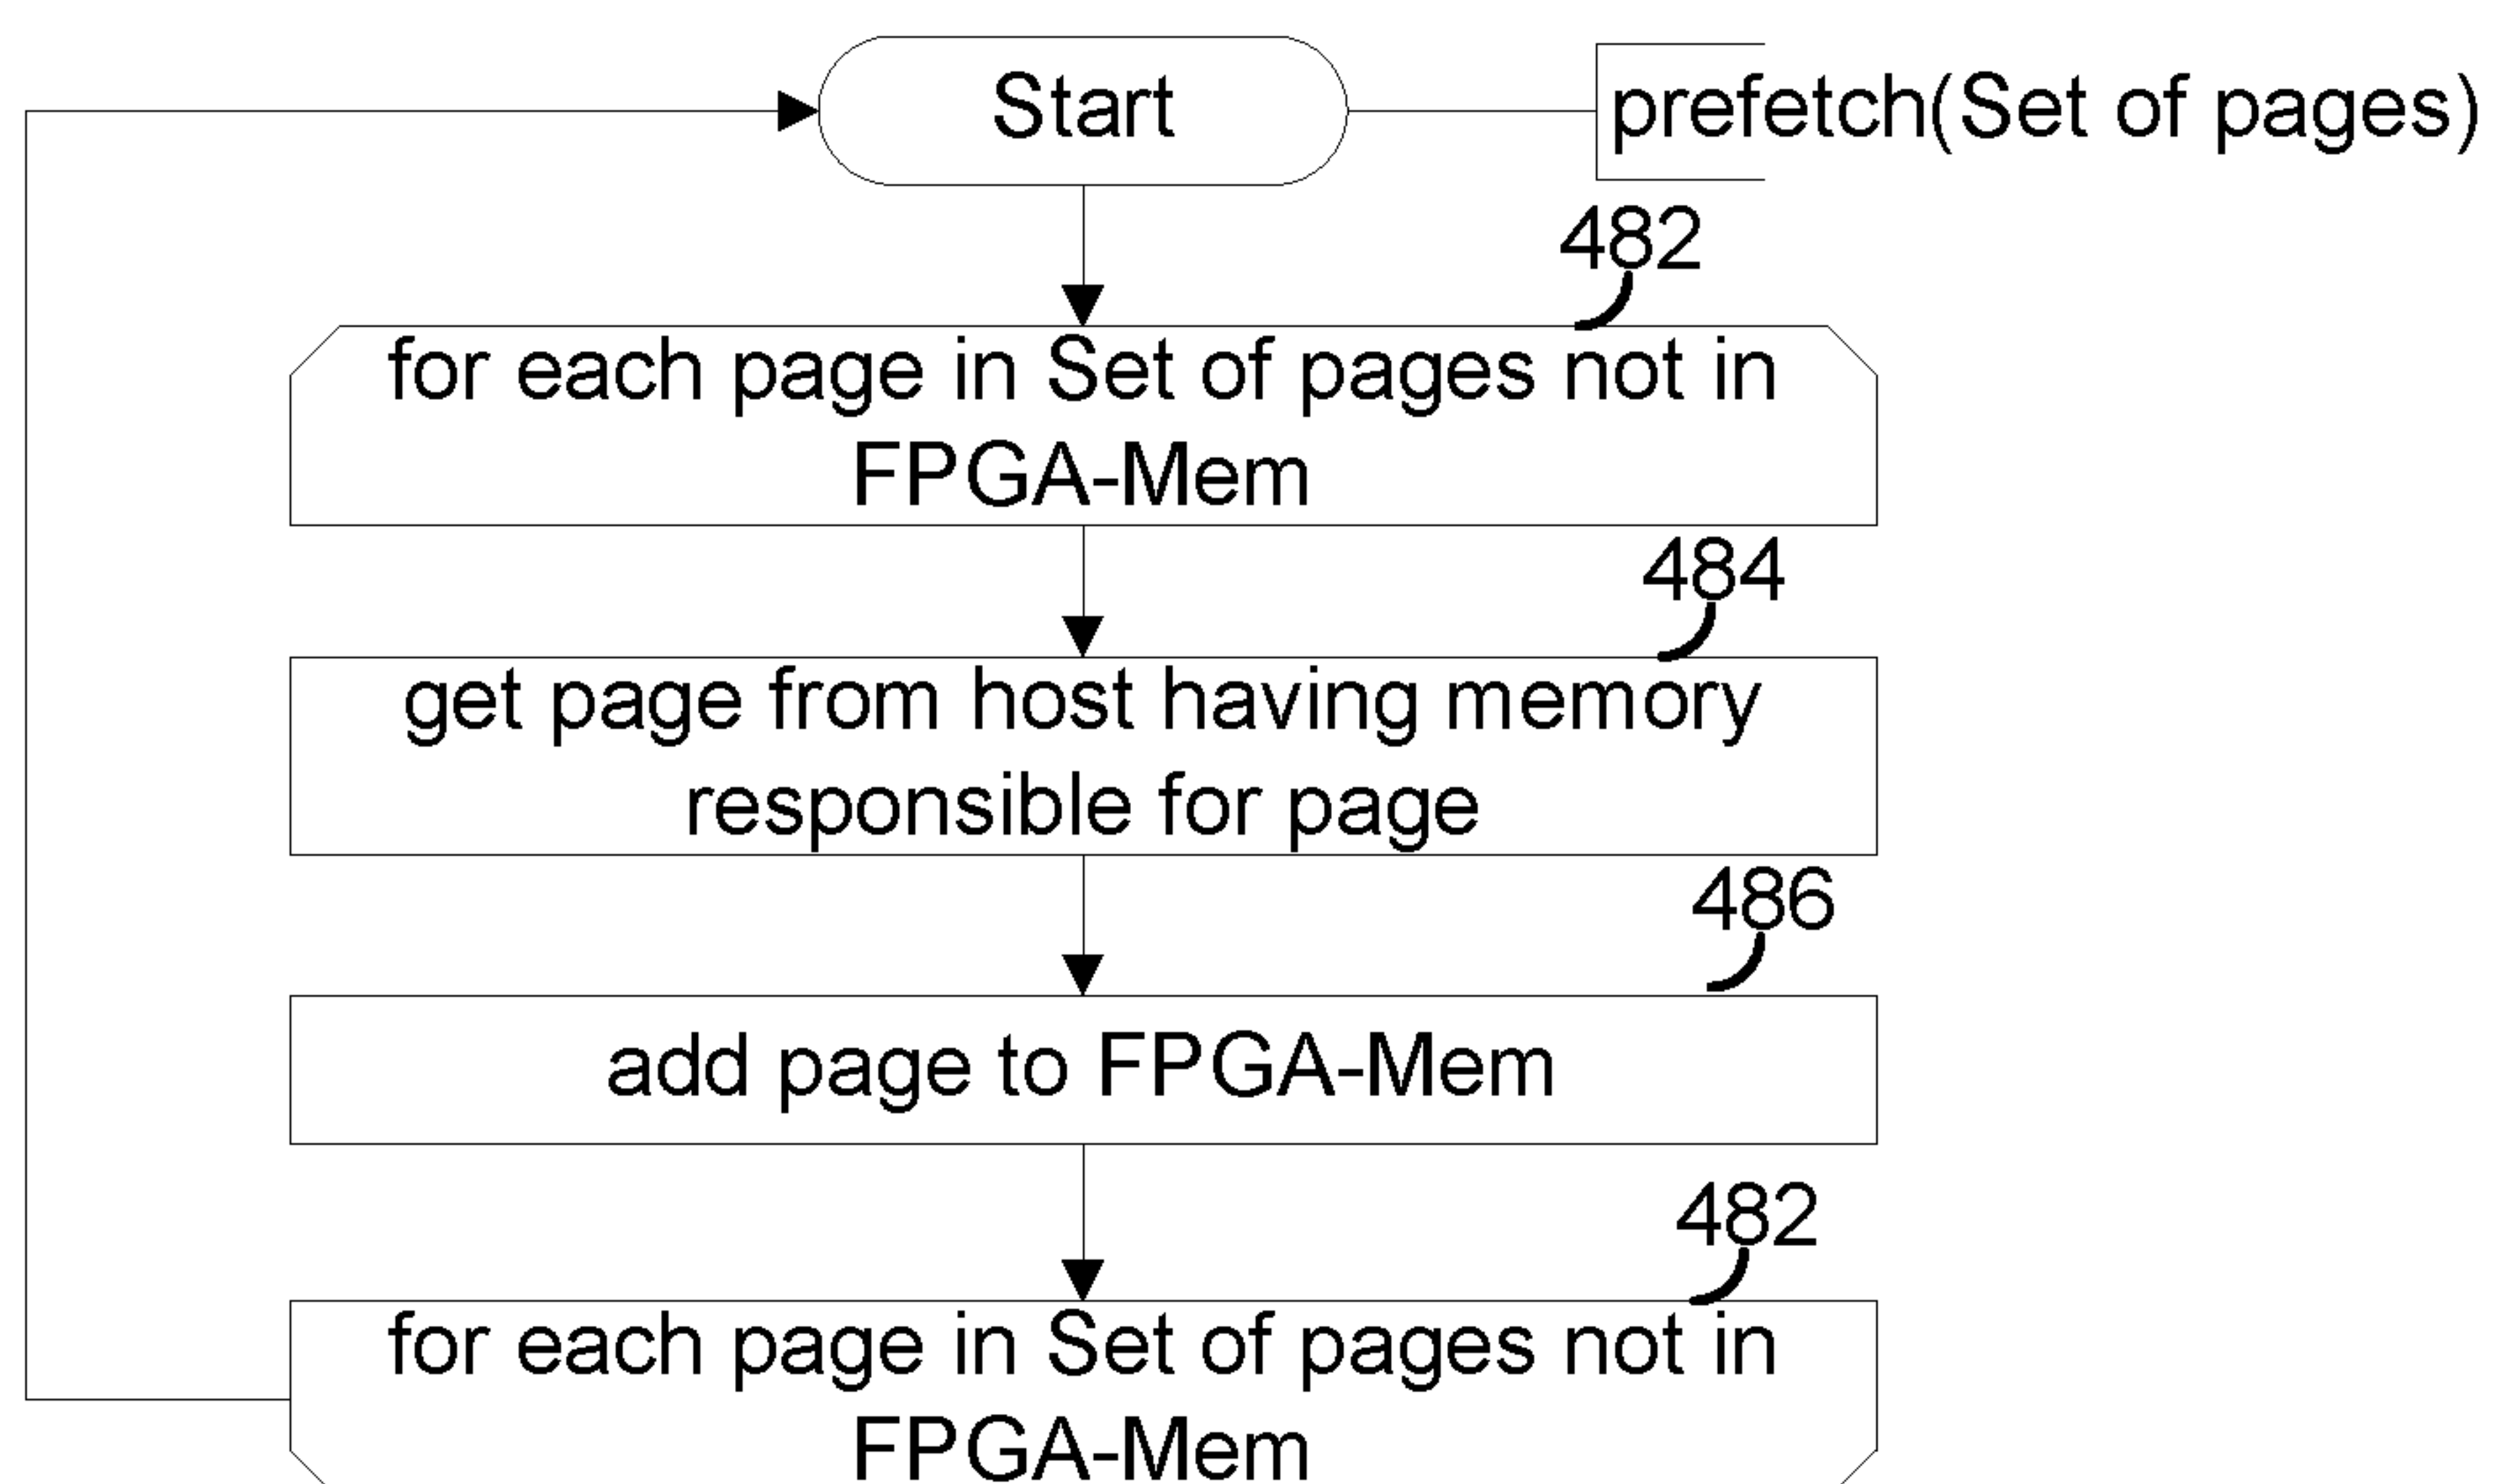 Start
prefetch(Set of pages)
482
for each page in Set of pages not in
FPGA-Mem
484
get page from host having memory
responsible for page
486
add page to FPGA-Mem
482
for each page in Set of pages not in
FPGA-Mem